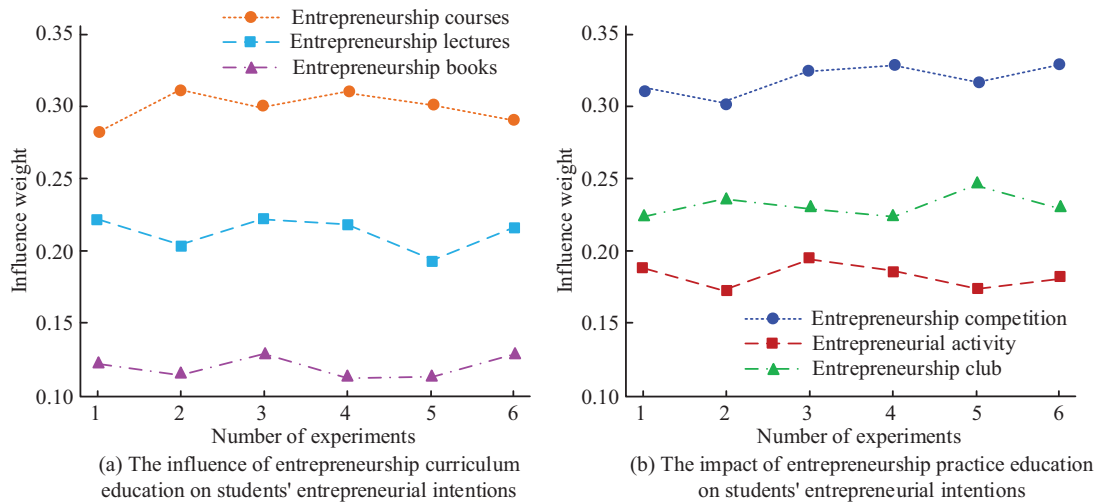 0.35
0.30
0.25
0.20
0.15
0.10
Influence weight
Entrepreneurship courses
Entrepreneurship lectures
Entrepreneurship books
1 2 3 4 5 6
Number of experiments
(a) The influence of entrepreneurship curriculum
education on students' entrepreneurial intentions
0.35
0.30
0.25
0.20
0.15
0.10
Influence weight
Entrepreneurship competition
Entrepreneurial activity
Entrepreneurship club
1 2 3 4 5 6
Number of experiments
(b) The impact of entrepreneurship practice education
on students' entrepreneurial intentions